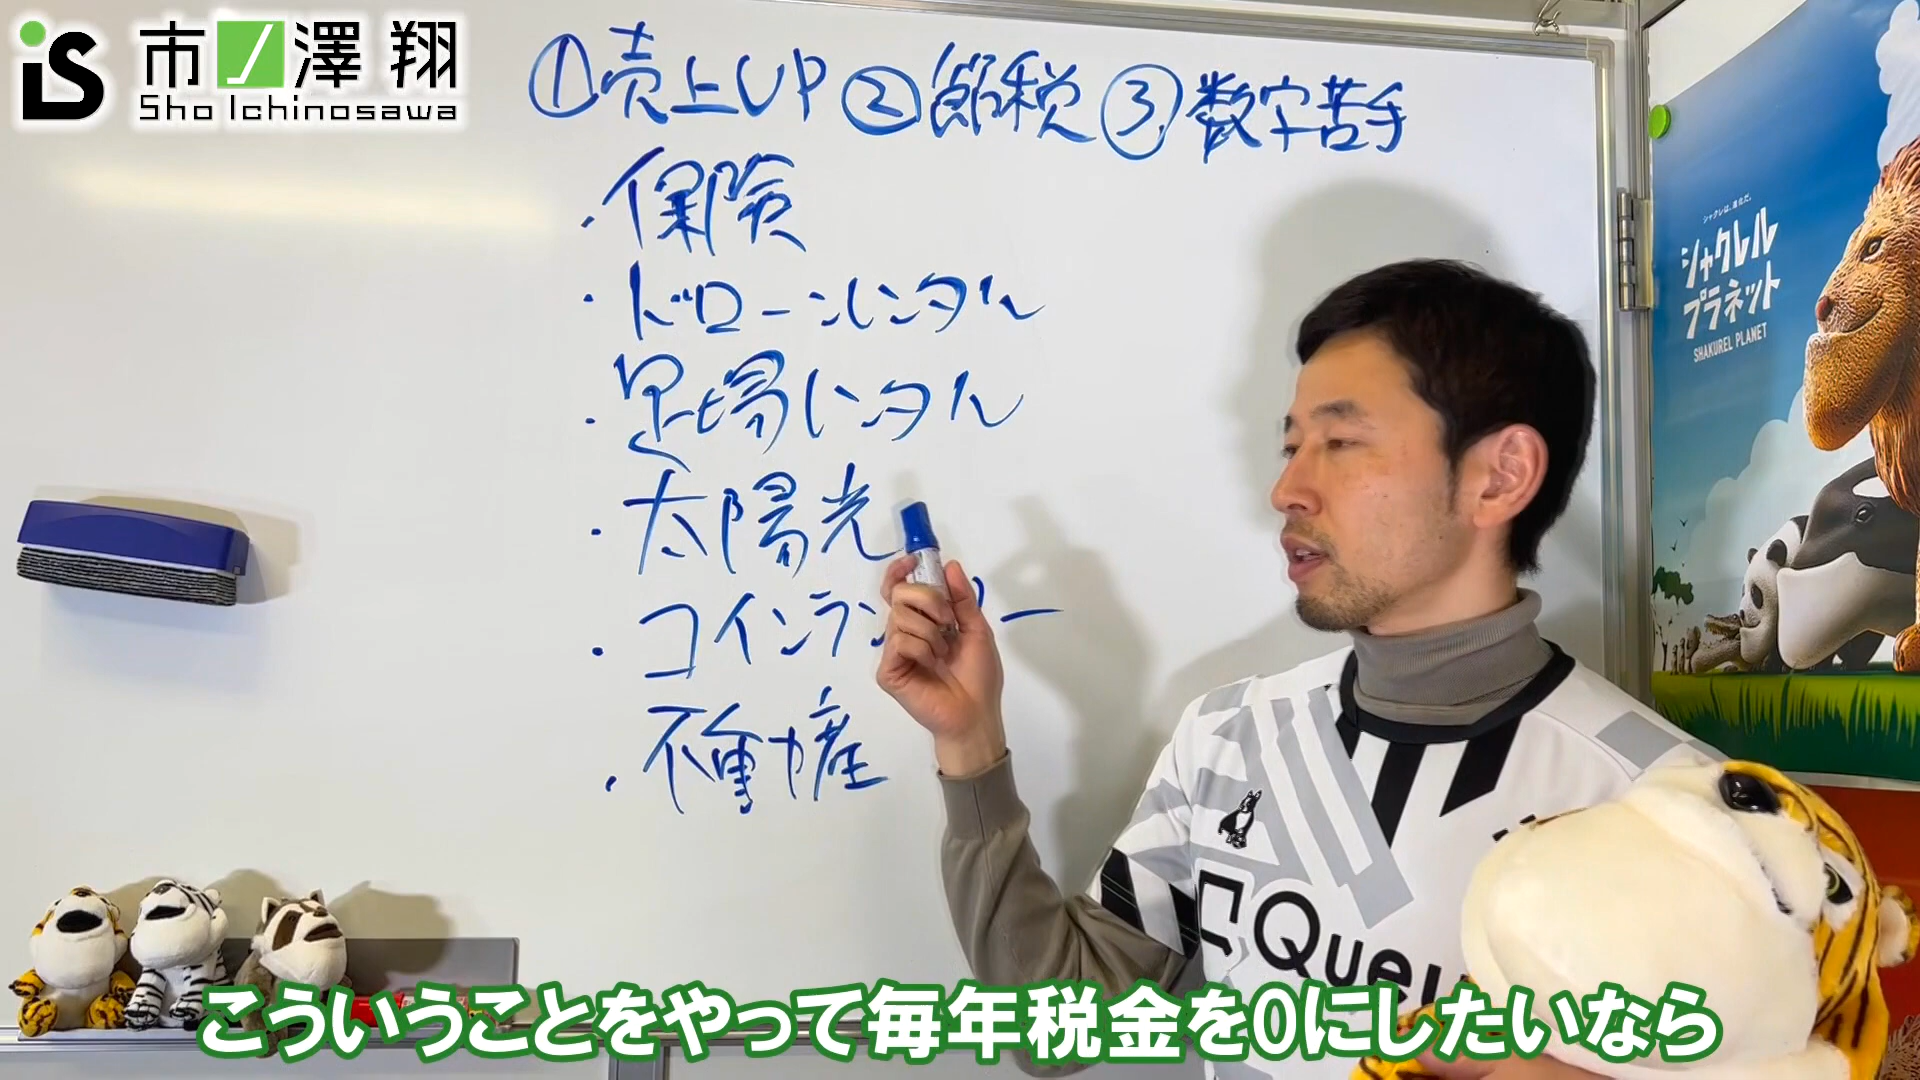 iS 市ノ澤 翔
Sho Ichinosawa
①売上UP ②節税 ③数字苦手
・保険
・ドローンレンタル
・足場レンタル
・太陽光
・コインランリー
・不動産
シャクレル
プラネット
SHAKUREL PLANET
Que
こういうことをやって毎年税金を0にしたいなら